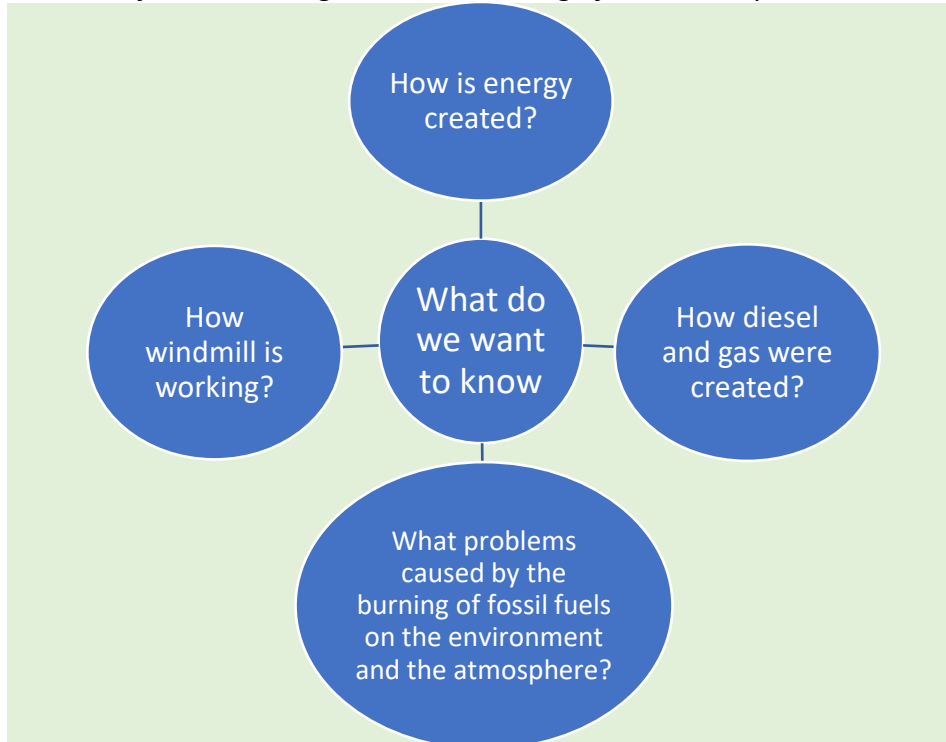 How is energy
created?
How
windmill is
working?
What do
we want
to know
How diesel
and gas were
created?
What problems
caused by the
burning of fossil fuels
on the environment
and the atmosphere?